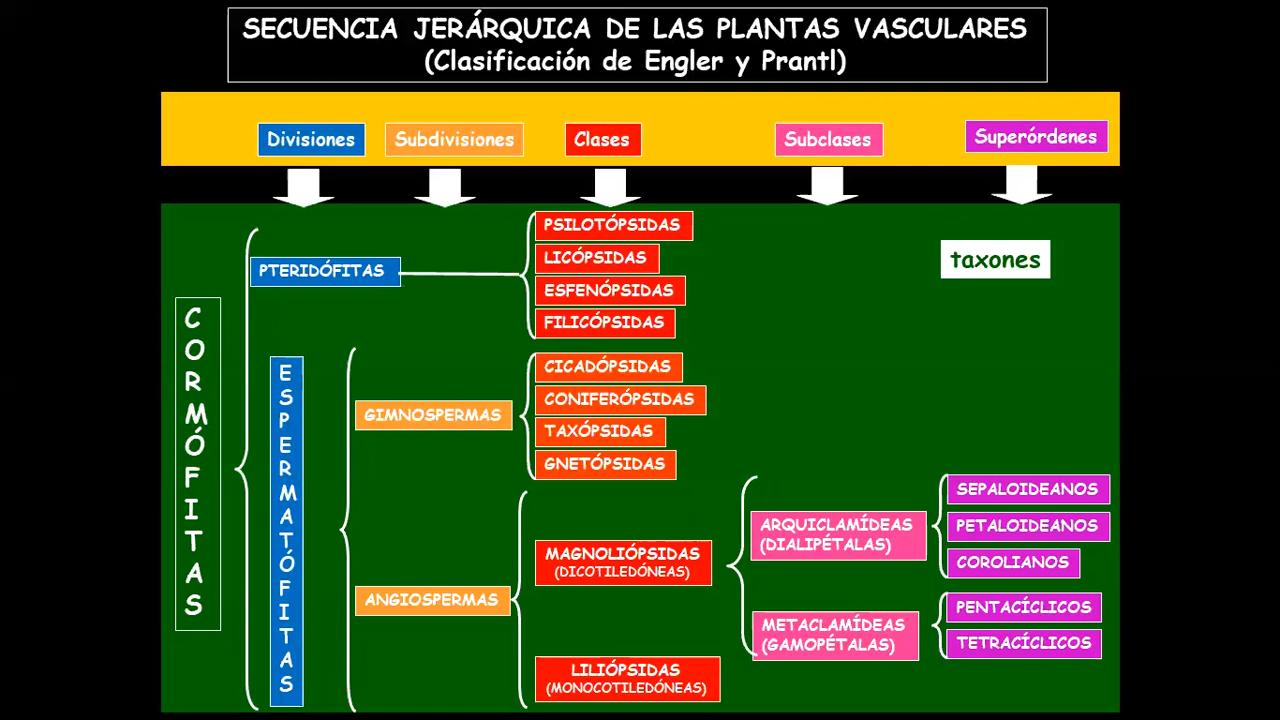 SECUENCIA JERÁRQUICA DE LAS PLANTAS VASCULARES
(Clasificación de Engler y Prantl)
Divisiones
Subdivisiones
Clases
Subclases
Superórdenes
taxones
CORMÓFITAS
PTERIDÓFITAS
PSILOTÓPSIDAS
LICÓPSIDAS
ESFENÓPSIDAS
FILICÓPSIDAS
ESPERMATÓFITAS
GIMNOSPERMAS
CICADÓPSIDAS
CONIFERÓPSIDAS
TAXÓPSIDAS
GNETÓPSIDAS
ANGIOSPERMAS
MAGNOLIÓPSIDAS
(DICOTILEDÓNEAS)
ARQUICLAMÍDEAS
(DIALIPÉTALAS)
SEPALOIDEANOS
PETALOIDEANOS
COROLIANOS
METACLAMÍDEAS
(GAMOPÉTALAS)
PENTACÍCLICOS
TETRACÍCLICOS
LILIÓPSIDAS
(MONOCOTILEDÓNEAS)